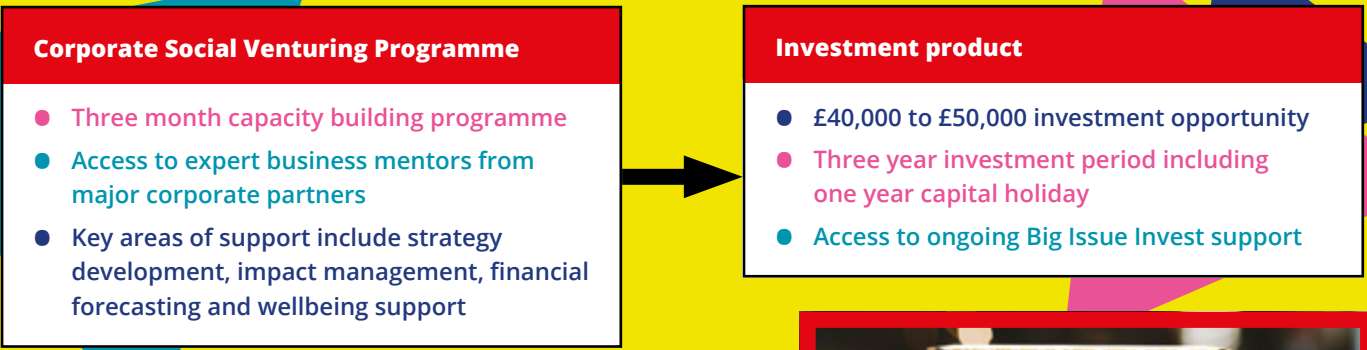 Corporate Social Venturing Programme
● Three month capacity building programme
● Access to expert business mentors from
major corporate partners
● Key areas of support include strategy
development, impact management, financial
forecasting and wellbeing support
Investment product
● £40,000 to £50,000 investment opportunity
● Three year investment period including
one year capital holiday
● Access to ongoing Big Issue Invest support